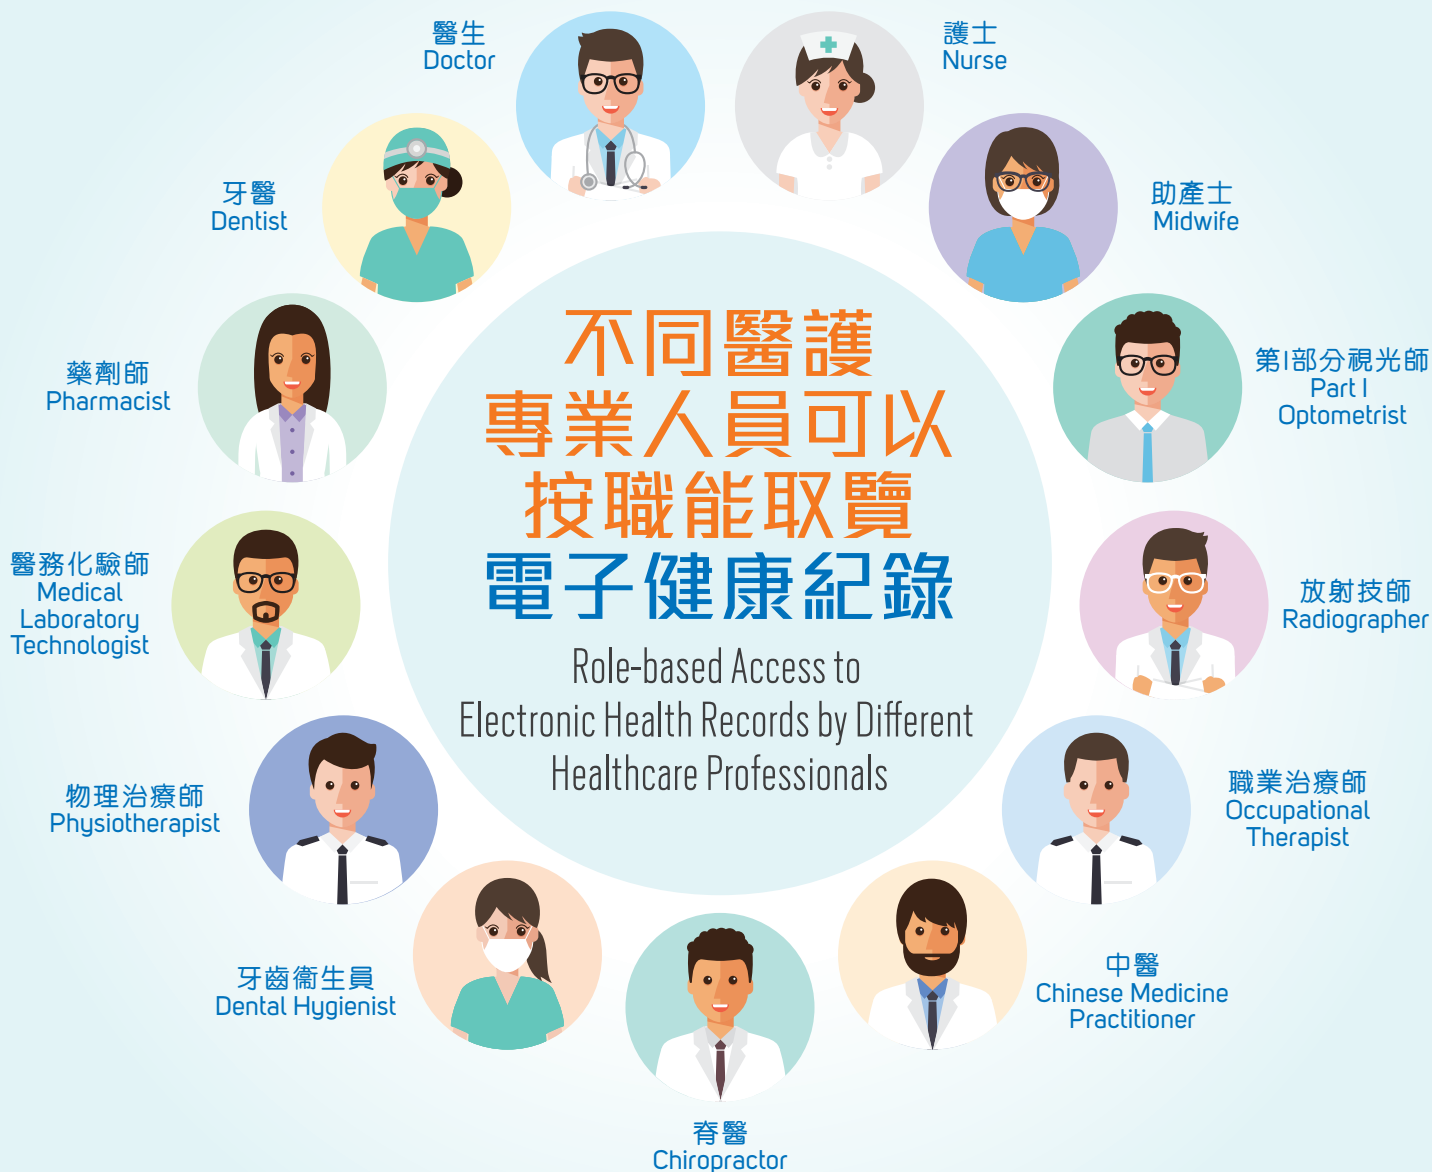 醫生
Doctor
護士
Nurse
牙醫
Dentist
助產士
Midwife
藥劑師
Pharmacist
第I部分視光師
Part I
Optometrist
不同醫護
專業人員可以
按職能取覽
電子健康紀錄
Role-based Access to
Electronic Health Records by Different
Healthcare Professionals
醫務化驗師
Medical
Laboratory
Technologist
放射技師
Radiographer
物理治療師
Physiotherapist
職業治療師
Occupational
Therapist
牙齒衞生員
Dental Hygienist
中醫
Chinese Medicine
Practitioner
脊醫
Chiropractor